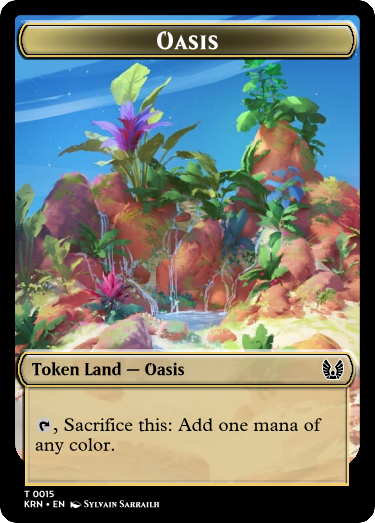 Oasis
Token Land — Oasis
, Sacrifice this: Add one mana of
any color.
T 0015
KRN • EN Sylvain Sarrailh